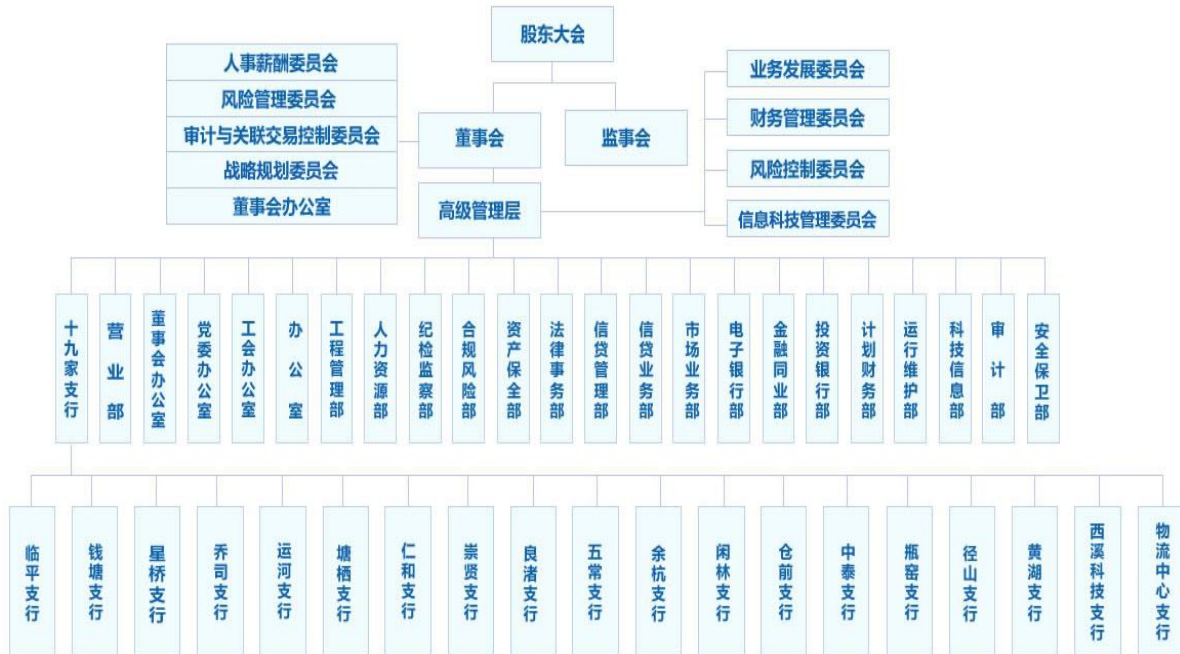 股东大会
人事薪酬委员会
风险管理委员会
审计与关联交易控制委员会
战略规划委员会
董事会办公室
董事会
监事会
高级管理层
业务发展委员会
财务管理委员会
风险控制委员会
信息科技管理委员会
十九家支行
营业部
董事会办公室
党委办公室
工会办公室
办公室
工程管理部
人力资源部
纪检监察部
合规风险部
资产保全部
法律事务部
信贷管理部
信贷业务部
市场业务部
电子银行部
金融同业部
投资银行部
计划财务部
运行维护部
科技信息部
审计部
安全保卫部
临平支行
钱塘支行
星桥支行
乔司支行
运河支行
塘栖支行
仁和支行
崇贤支行
良渚支行
五常支行
余杭支行
闲林支行
仓前支行
中泰支行
瓶窑支行
径山支行
黄湖支行
西溪科技支行
物流中心支行